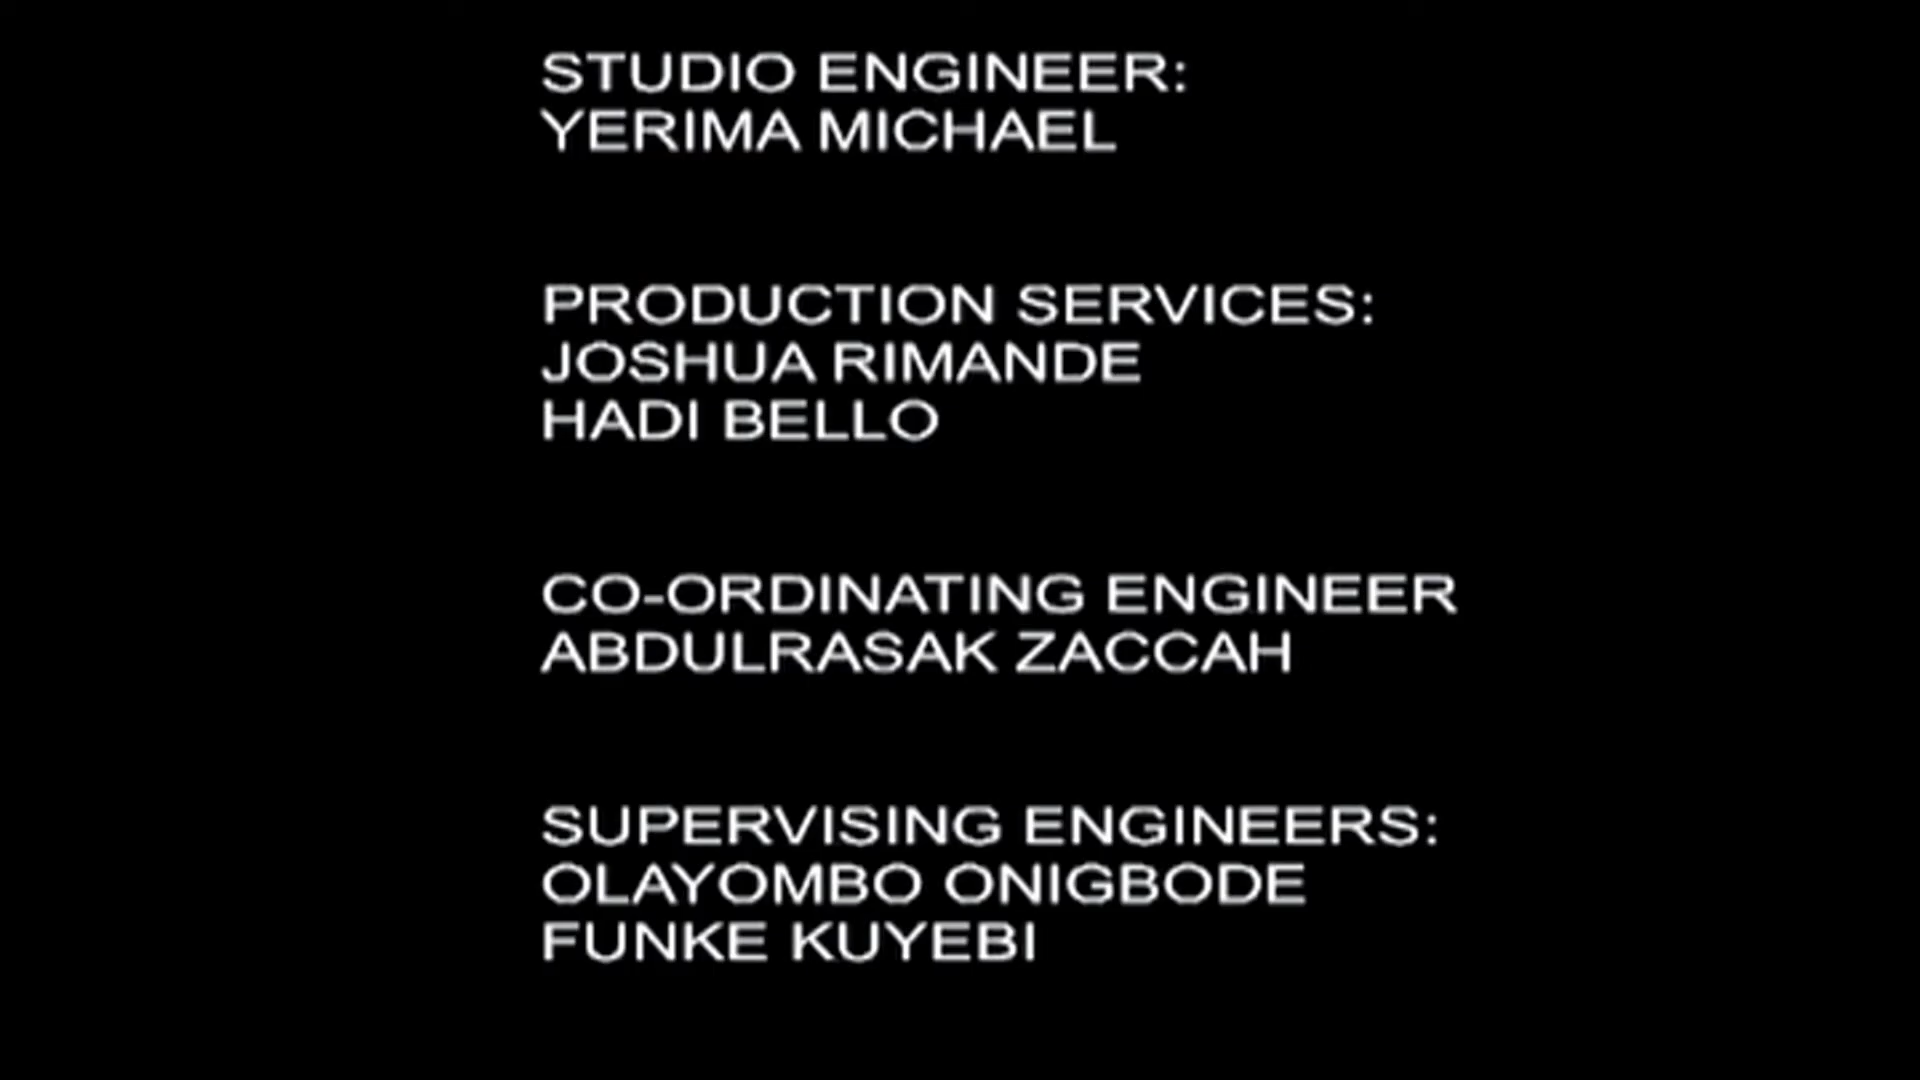 STUDIO ENGINEER:
YERIMA MICHAEL
PRODUCTION SERVICES:
JOSHUA RIMANDE
HADI BELLO
CO-ORDINATING ENGINEER
ABDULRASAK ZACCAH
SUPERVISING ENGINEERS:
OLAYOMBO ONIGBODE
FUNKE KUYEBI